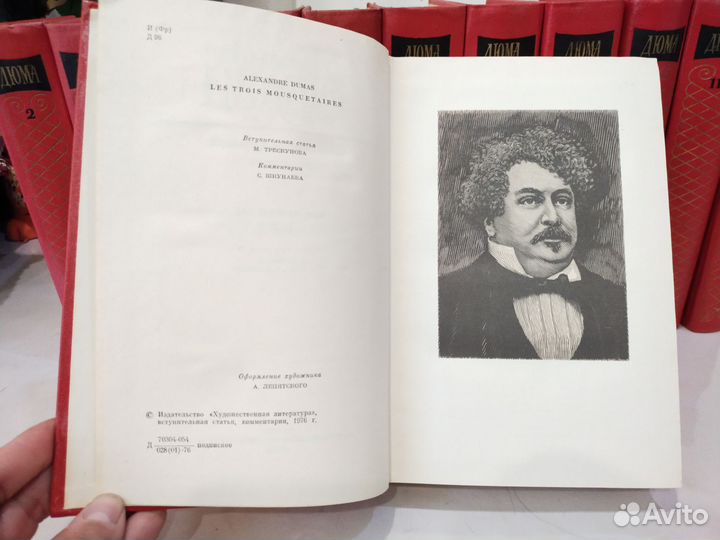 И (Фр)
Д 96
ALEXANDRE DUMAS
LES TROIS MOUSQUETAIRES
Вступительная статья
М. ТРЕСКУНОВА
Комментарии
С. ШКУНАЕВА
Оформление художника
А. ЛЕПЯТСКОГО
© Издательство «Художественная литература»,
вступительная статья, комментарии, 1976 г.
Д 70304-054
028(01)-76 подписное
ДЮМА
2
ДЮМА
ДЮМА
ДЮМА
ДЮМА
Avito